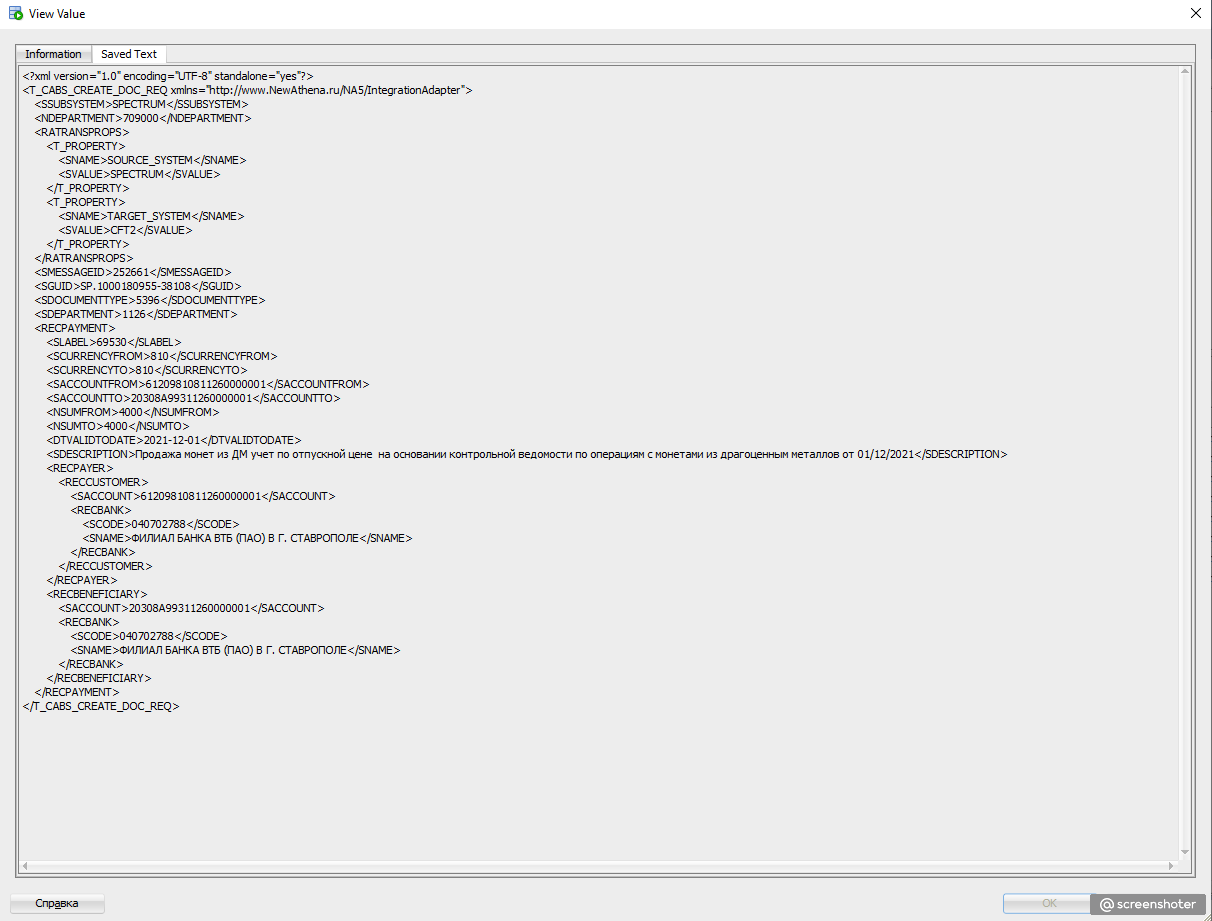 View Value
Information
Saved Text
<?xml version="1.0" encoding="UTF-8" standalone="yes"?>
<T_CABS_CREATE_DOC_REQ xmlns="http://www.NewAthena.ru/NA5/IntegrationAdapter">
<SSUBSYSTEM>SPECTRUM</SSUBSYSTEM>
<NDEPARTMENT>709000</NDEPARTMENT>
<RATRANSPROPS>
<T_PROPERTY>
<SNAME>SOURCE_SYSTEM</SNAME>
<SVALUE>SPECTRUM</SVALUE>
</T_PROPERTY>
<T_PROPERTY>
<SNAME>TARGET_SYSTEM</SNAME>
<SVALUE>CFT2</SVALUE>
</T_PROPERTY>
</RATRANSPROPS>
<SMESSAGEID>252661</SMESSAGEID>
<SGUID>SP.1000180955-38108</SGUID>
<SDOCUMENTTYPE>5396</SDOCUMENTTYPE>
<SDEPARTMENT>1126</SDEPARTMENT>
<RECPAYMENT>
<SLABEL>69530</SLABEL>
<SCURRENCYFROM>810</SCURRENCYFROM>
<SCURRENCYTO>810</SCURRENCYTO>
<SACCOUNTFROM>61209810811260000001</SACCOUNTFROM>
<SACCOUNTTO>20308A99311260000001</SACCOUNTTO>
<NSUMFROM>4000</NSUMFROM>
<NSUMTO>4000</NSUMTO>
<DTVALIDTODATE>2021-12-01</DTVALIDTODATE>
<SDESCRIPTION>Продажа монет из ДМ учет по отпускной цене  на основании контрольной ведомости по операциям с монетами из драгоценным металлов от 01/12/2021</SDESCRIPTION>
<RECPAYER>
<RECCUSTOMER>
<SACCOUNT>61209810811260000001</SACCOUNT>
<RECBANK>
<SCODE>040702788</SCODE>
<SNAME>ФИЛИАЛ БАНКА ВТБ (ПАО) В Г. СТАВРОПОЛЕ</SNAME>
</RECBANK>
</RECCUSTOMER>
</RECPAYER>
<RECBENEFICIARY>
<SACCOUNT>20308A99311260000001</SACCOUNT>
<RECBANK>
<SCODE>040702788</SCODE>
<SNAME>ФИЛИАЛ БАНКА ВТБ (ПАО) В Г. СТАВРОПОЛЕ</SNAME>
</RECBANK>
</RECBENEFICIARY>
</RECPAYMENT>
</T_CABS_CREATE_DOC_REQ>
Справка
OK
@screenshoter